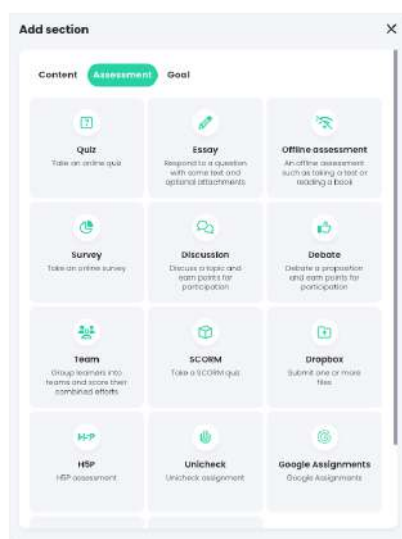 Add section
Content Assessment Goal
Quiz
Take an online quiz
Essay
Respond to a question
with some text and
optional attachments
Offline assessment
An offline assessment
such as taking a test or
reading a book
Survey
Take an online survey
Discussion
Discuss a topic and
earn points for
participation
Debate
Debate a proposition
and earn points for
participation
Team
Group learners into
teams and score their
combined efforts
SCORM
Take a SCORM quiz
Dropbox
Submit one or more
files
H5P
H5P
H5P assessment
Unicheck
Unicheck assignment
Google Assignments
Google Assignments